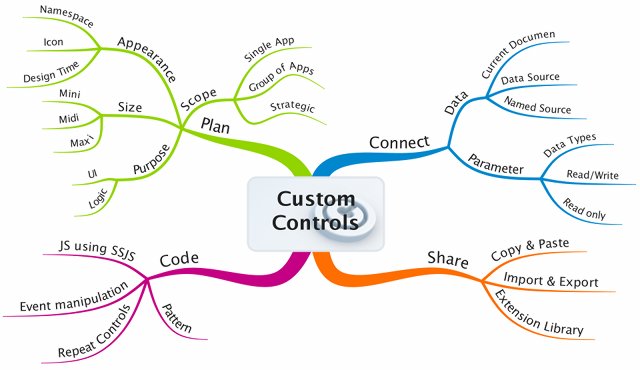 Custom
Controls
Plan
Appearance
Namespace
Icon
Design Time
Size
Mini
Midi
Maxi
Purpose
UI
Logic
Scope
Single App
Group of Apps
Strategic
Connect
Data
Current Documen
Data Source
Named Source
Parameter
Data Types
Read/Write
Read only
Code
JS using SSJS
Event manipulation
Repeat Controls
Pattern
Share
Copy & Paste
Import & Export
Extension Library